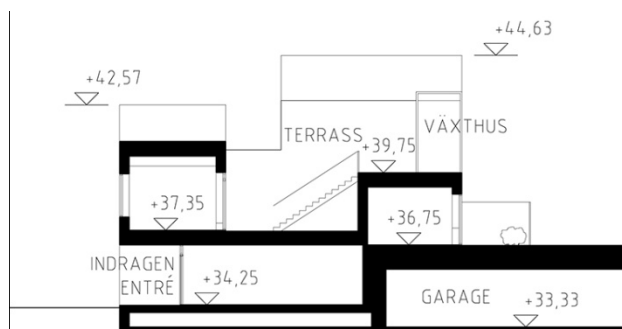 +44,63
+42,57
TERRASS
VÄXTHUS
+39,75
+37,35
+36,75
INDRAGEN
ENTRÉ
+34,25
GARAGE
+33,33